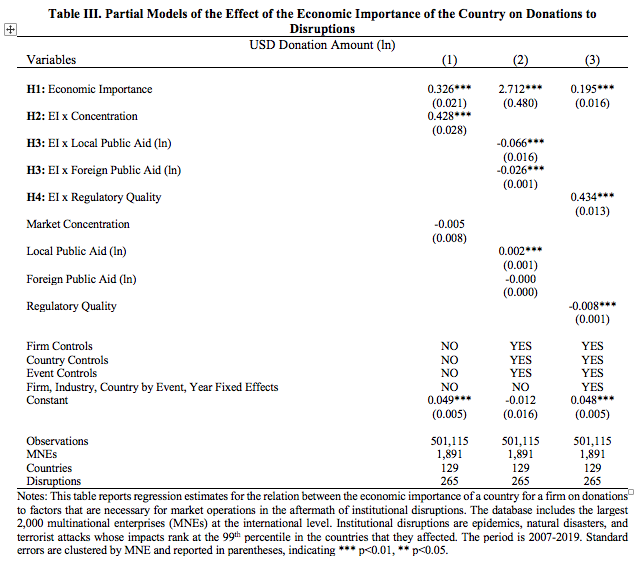 Table III. Partial Models of the Effect of the Economic Importance of the Country on Donations to
Disruptions
USD Donation Amount (ln)
Variables (1) (2) (3)
H1: Economic Importance 0.326*** 2.712*** 0.195***
(0.021) (0.480) (0.016)
H2: EI x Concentration 0.428***
(0.028)
H3: EI x Local Public Aid (ln) -0.066***
(0.016)
H3: EI x Foreign Public Aid (ln) -0.026***
(0.001)
H4: EI x Regulatory Quality 0.434***
(0.013)
Market Concentration -0.005
(0.008)
Local Public Aid (ln) 0.002***
(0.001)
Foreign Public Aid (ln) -0.000
(0.000)
Regulatory Quality -0.008***
(0.001)
Firm Controls NO YES YES
Country Controls NO YES YES
Event Controls NO YES YES
Firm, Industry, Country by Event, Year Fixed Effects NO NO YES
Constant 0.049*** -0.012 0.048***
(0.005) (0.016) (0.005)
Observations 501,115 501,115 501,115
MNEs 1,891 1,891 1,891
Countries 129 129 129
Disruptions 265 265 265
Notes: This table reports regression estimates for the relation between the economic importance of a country for a firm on donations
to factors that are necessary for market operations in the aftermath of institutional disruptions. The database includes the largest
2,000 multinational enterprises (MNEs) at the international level. Institutional disruptions are epidemics, natural disasters, and
terrorist attacks whose impacts rank at the 99th percentile in the countries that they affected. The period is 2007-2019. Standard
errors are clustered by MNE and reported in parentheses, indicating *** p<0.01, ** p<0.05.